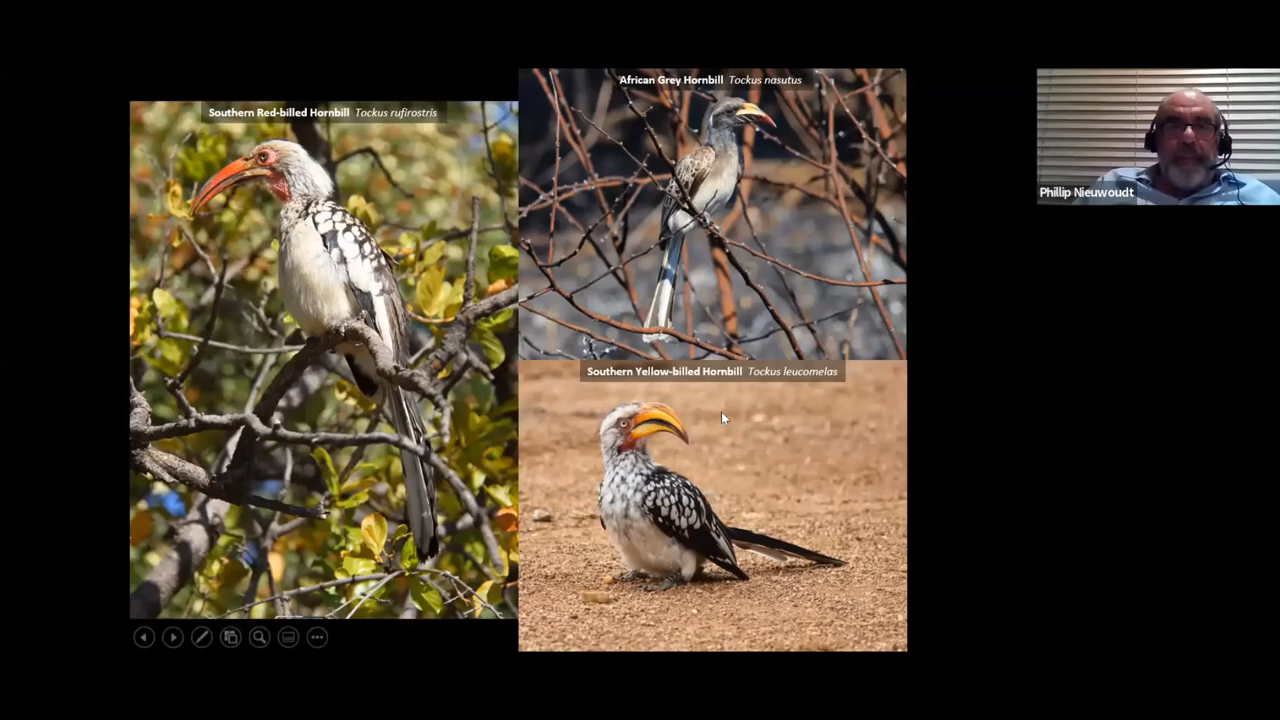 Southern Red-billed Hornbill Tockus rufirostris
African Grey Hornbill Tockus nasutus
Southern Yellow-billed Hornbill Tockus leucomelas
Phillip Nieuwoudt